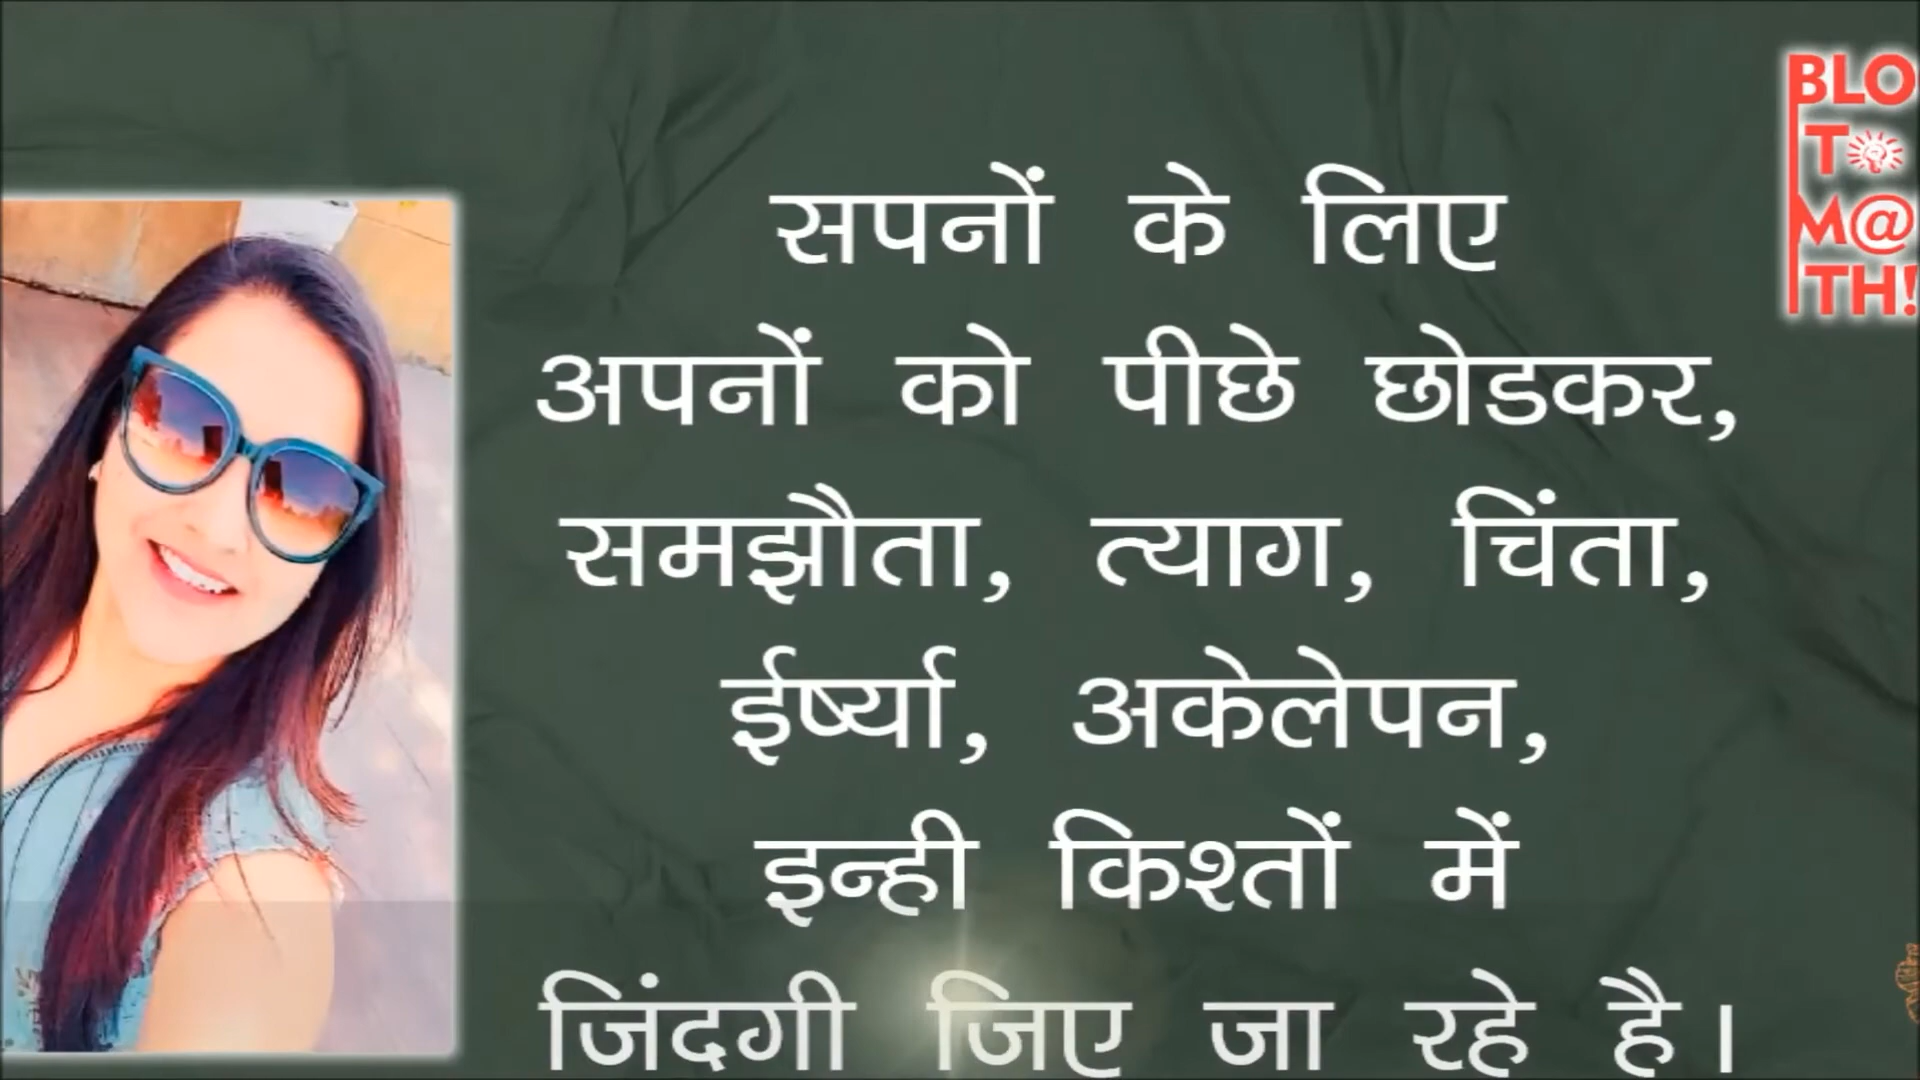 सपनों के लिए
अपनों को पीछे छोडकर,
समझौता, त्याग, चिंता,
ईर्ष्या, अकेलेपन,
इन्ही किश्तों में
जिंदगी जिए जा रहे है।
BLO
T
M@
TH!